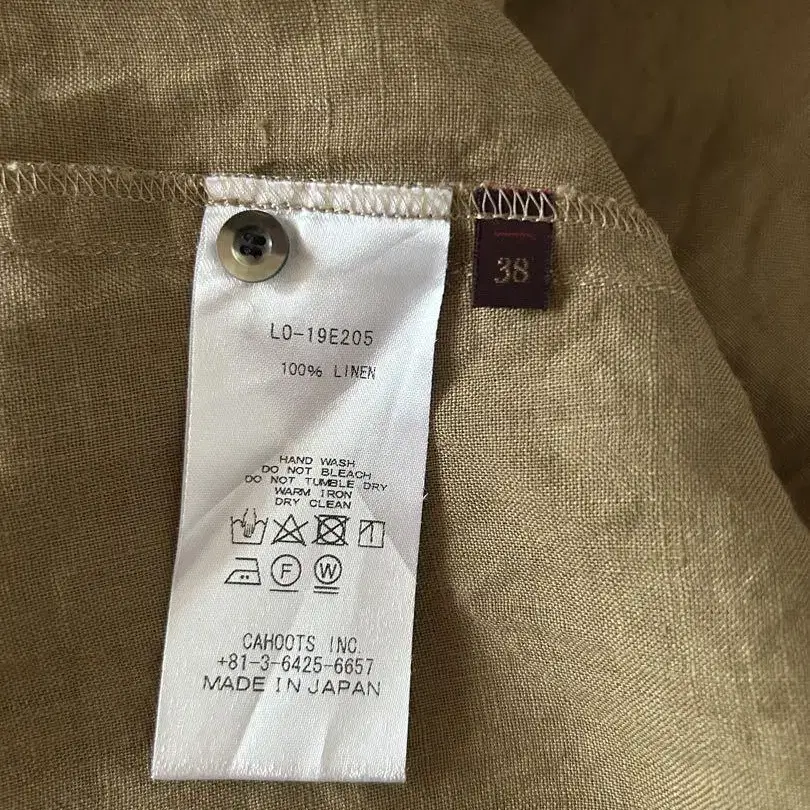 38
LO-19E205
100% LINEN
HAND WASH
DO NOT BLEACH
DO NOT TUMBLE DRY
WARM IRON
DRY CLEAN
F W
CAHOOTS INC.
+81-3-6425-6657
MADE IN JAPAN